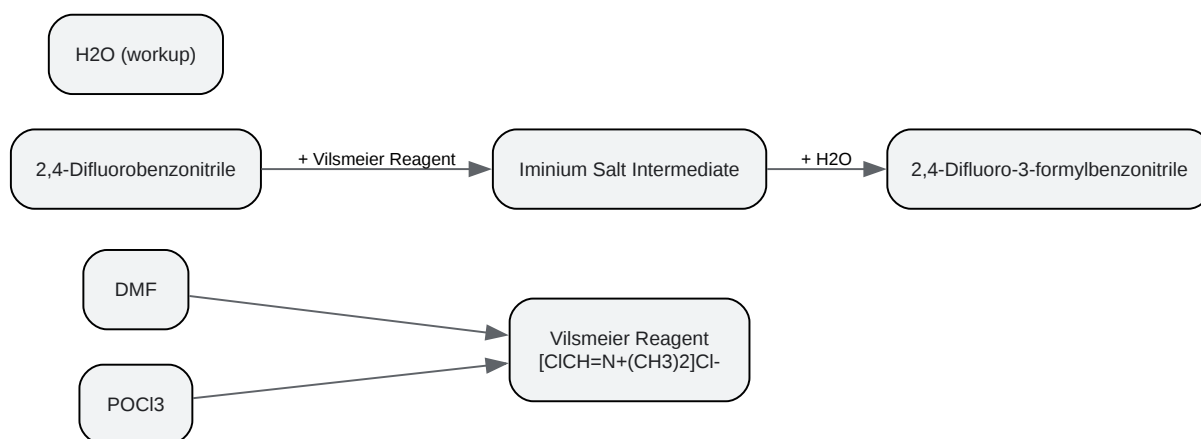 H2O (workup)
2,4-Difluorobenzonitrile
+ Vilsmeier Reagent
Iminium Salt Intermediate
+ H2O
2,4-Difluoro-3-formylbenzonitrile
DMF
Vilsmeier Reagent
[ClCH=N+(CH3)2]Cl-
POCl3